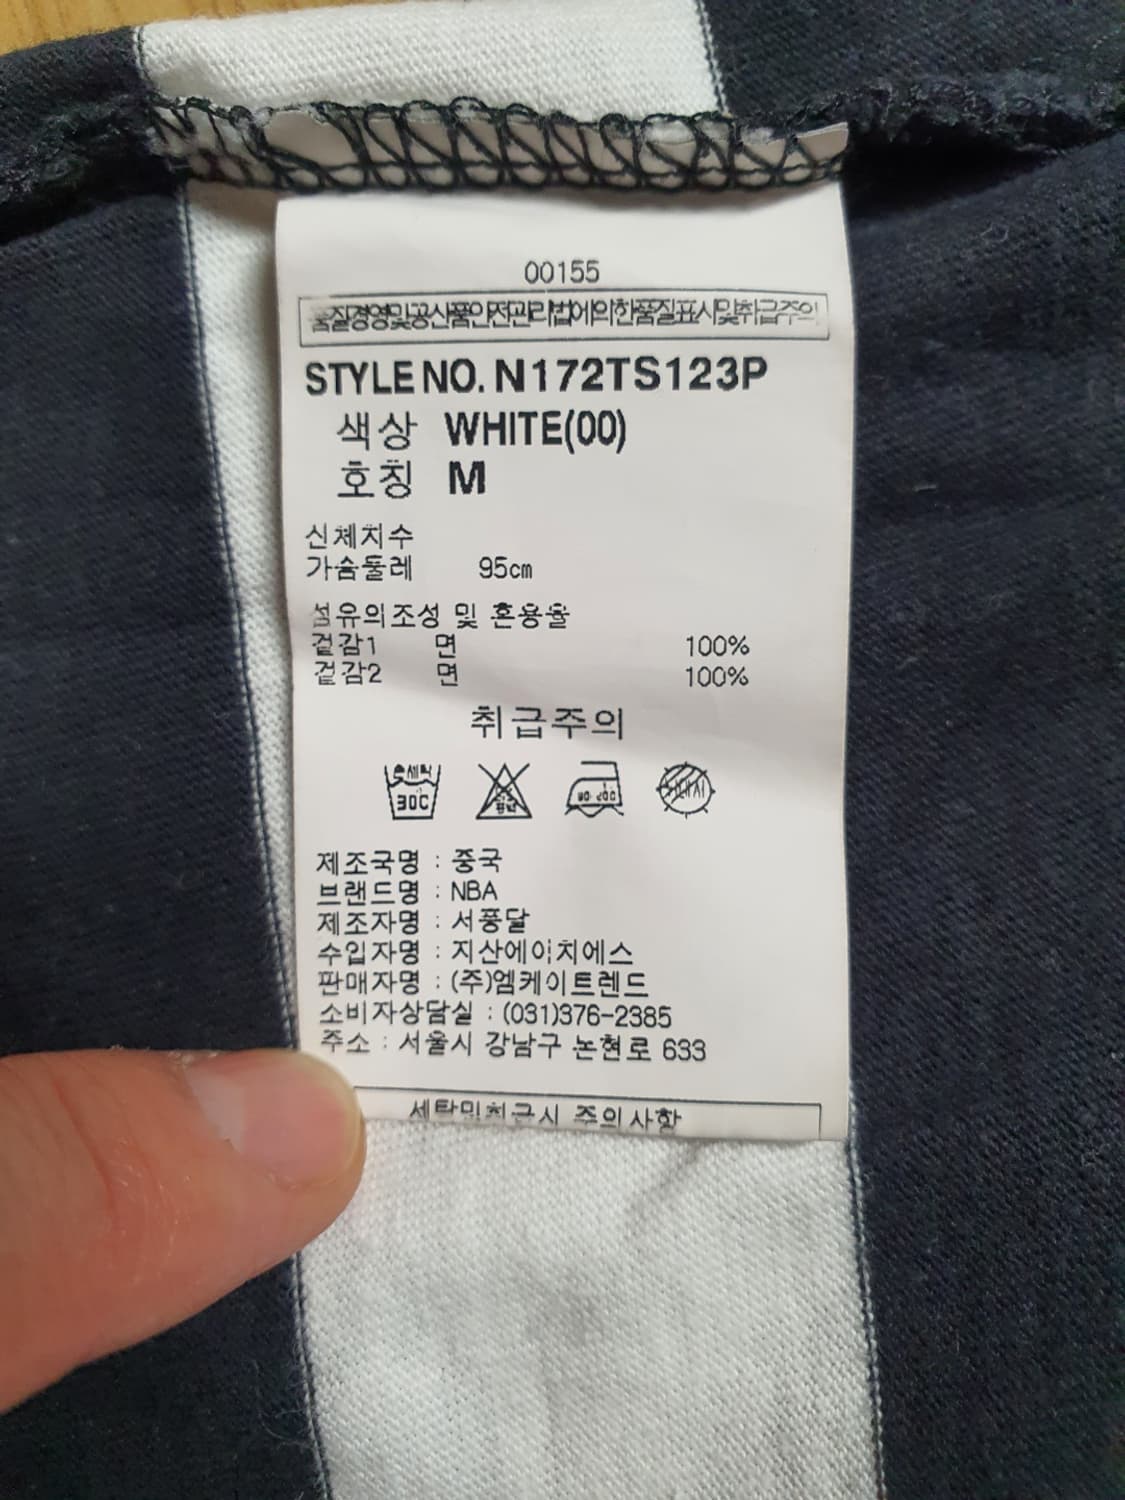 00155
품질경영및공산품안전관리법에의한품질표시및취급주의
STYLE NO. N172TS123P
색상 WHITE(00)
호칭 M
신체치수
가슴둘레 95cm
섬유의조성 및 혼용율
겉감1 면 100%
겉감2 면 100%
취급주의
손세탁
30C
제조국명 : 중국
브랜드명 : NBA
제조자명 : 서풍달
수입자명 : 지산에이치에스
판매자명 : (주)엠케이트렌드
소비자상담실 : (031)376-2385
주소 : 서울시 강남구 논현로 633
세탁및취급시 주의사항